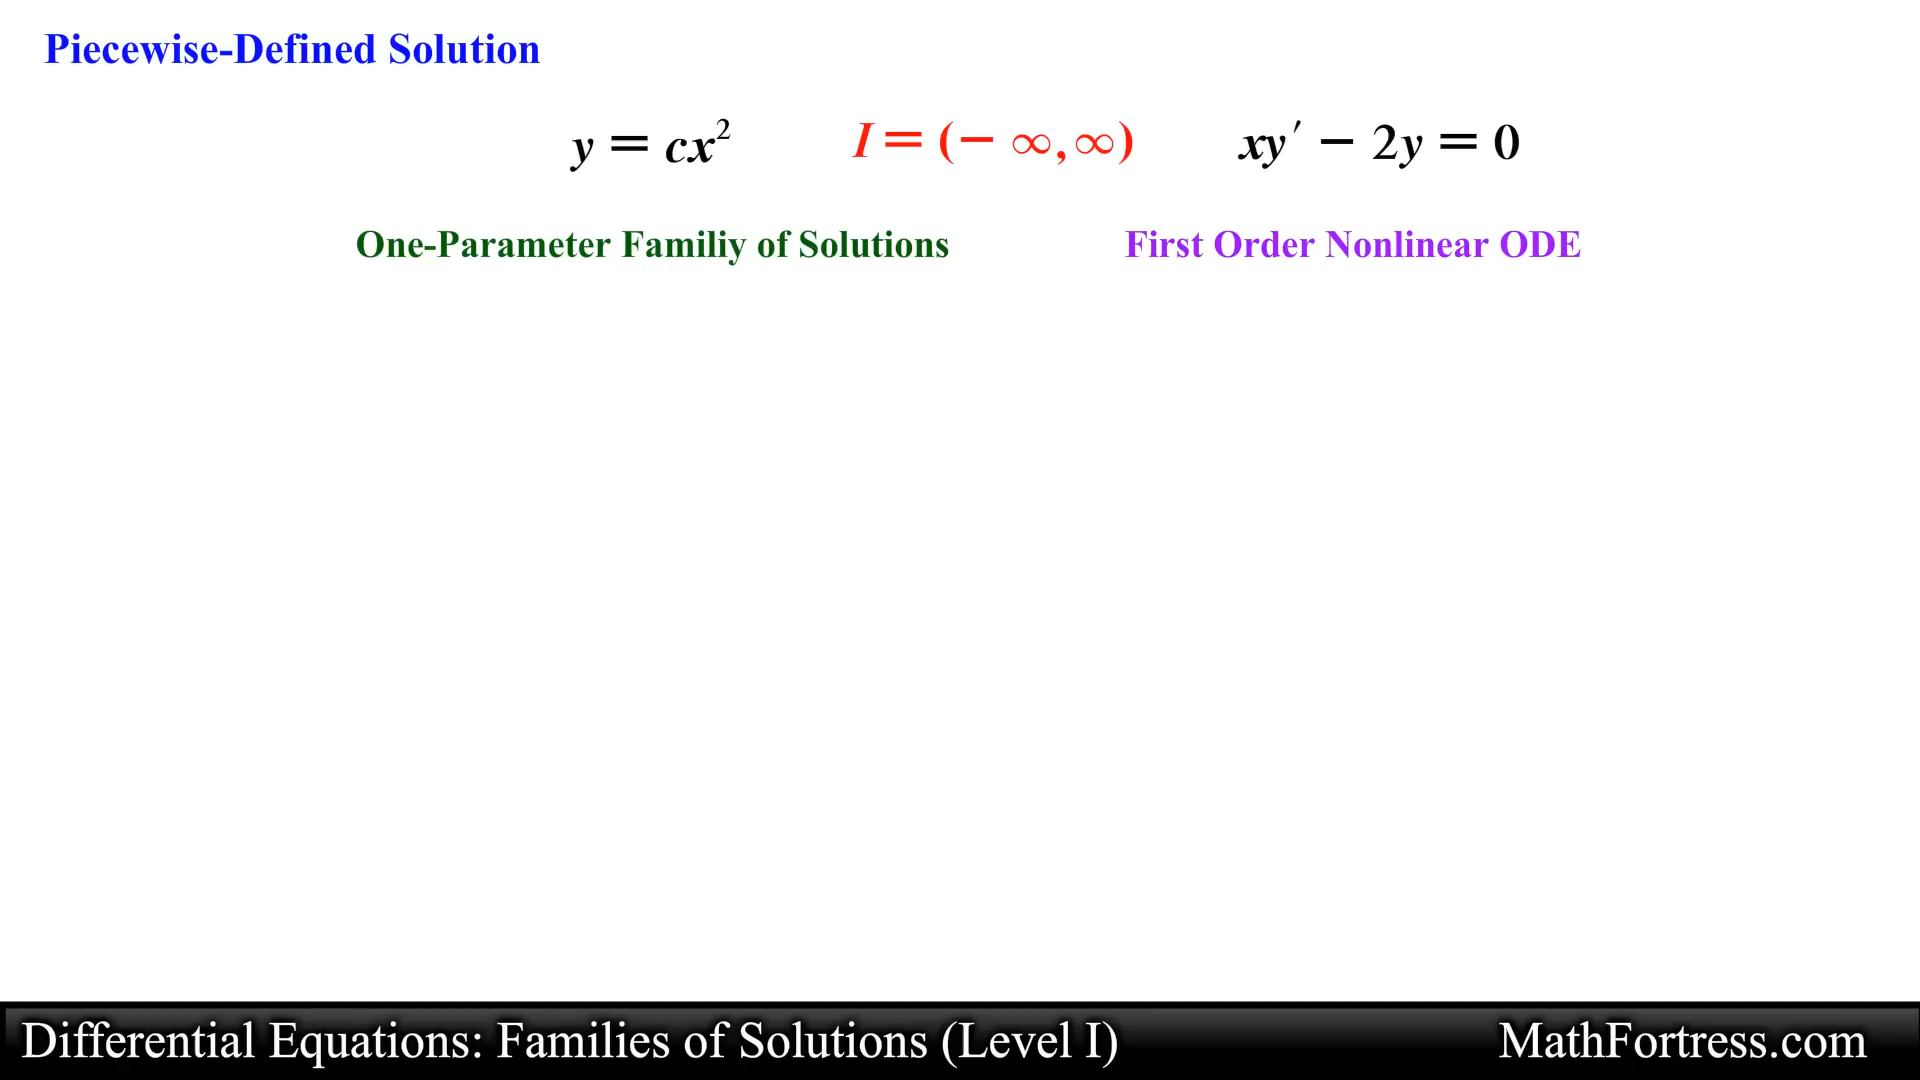 Piecewise-Defined Solution
y = cx² I = (− ∞,∞) xy′ − 2y = 0
One-Parameter Familiy of Solutions First Order Nonlinear ODE
Differential Equations: Families of Solutions (Level I) MathFortress.com